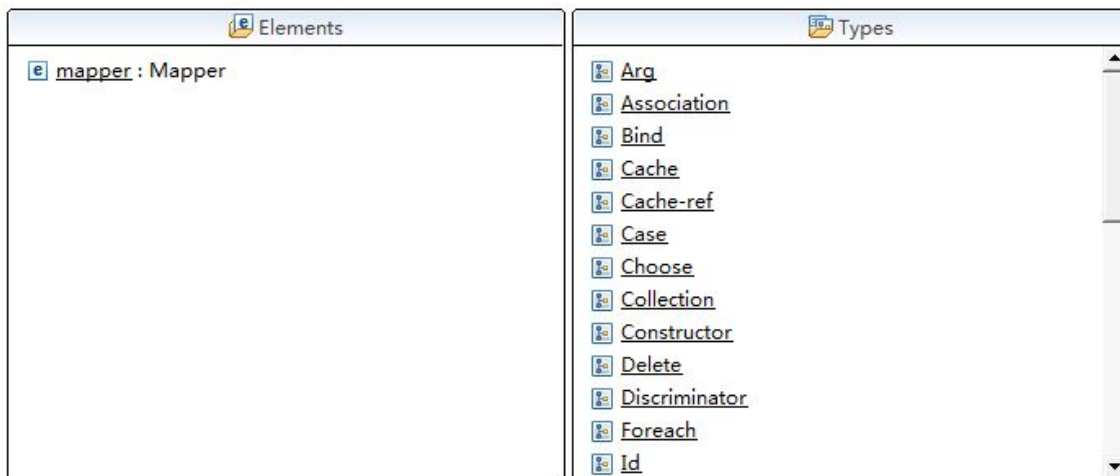 Elements
mapper : Mapper
Types
Arg
Association
Bind
Cache
Cache-ref
Case
Choose
Collection
Constructor
Delete
Discriminator
Foreach
Id